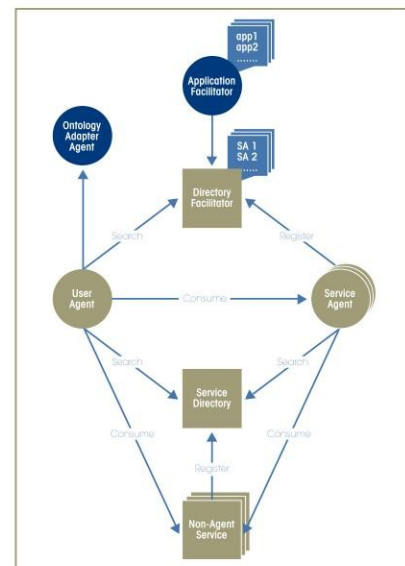 app1
app2
.......
Application
Facilitator
Ontology
Adapter
Agent
SA 1
SA 2
.......
Directory
Facilitator
Search
Register
User
Agent
Consume
Service
Agent
Search
Search
Service
Directory
Consume
Consume
Register
Non-Agent
Service